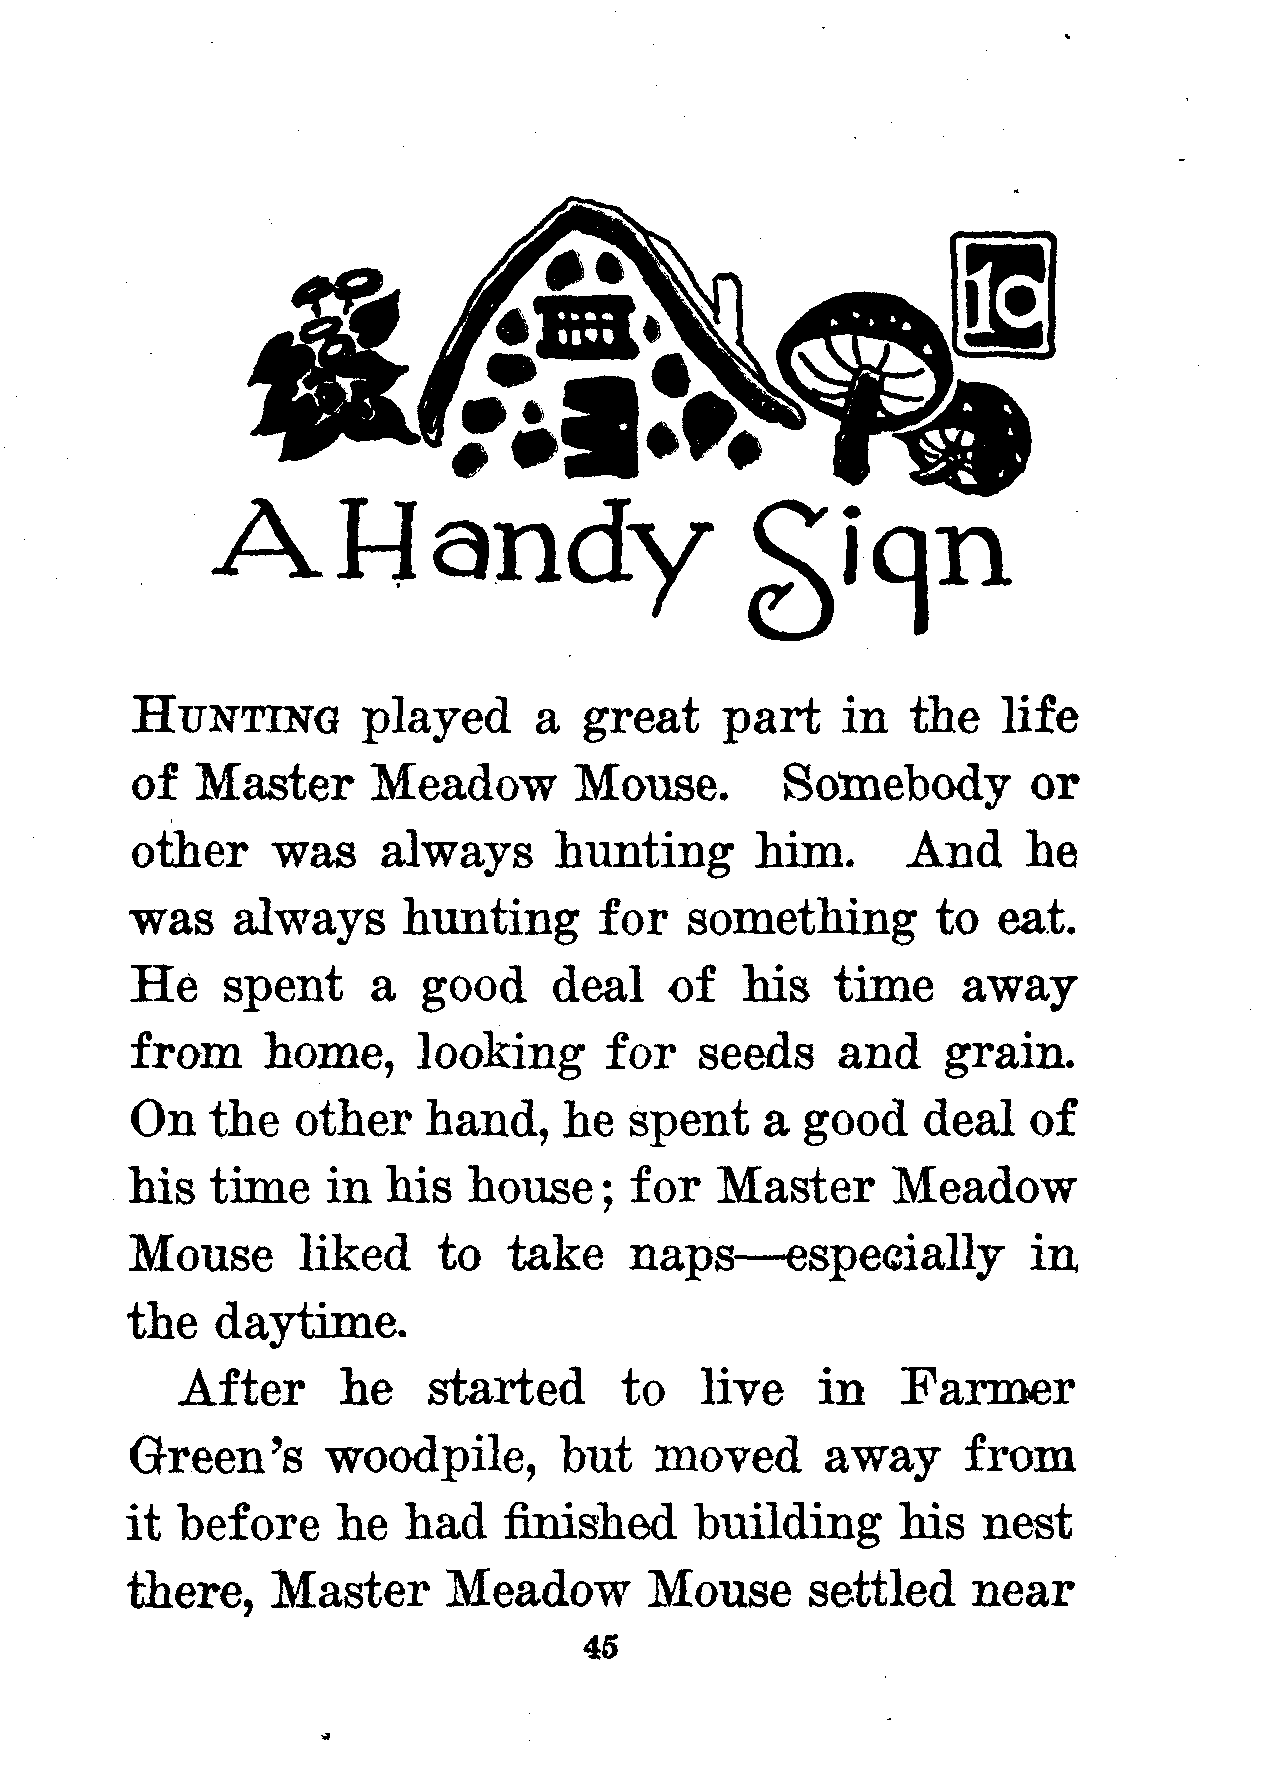 10
A Handy Sign
HUNTING played a great part in the life
of Master Meadow Mouse. Somebody or
other was always hunting him. And he
was always hunting for something to eat.
He spent a good deal of his time away
from home, looking for seeds and grain.
On the other hand, he spent a good deal of
his time in his house; for Master Meadow
Mouse liked to take naps—especially in
the daytime.
After he started to live in Farmer
Green's woodpile, but moved away from
it before he had finished building his nest
there, Master Meadow Mouse settled near
45